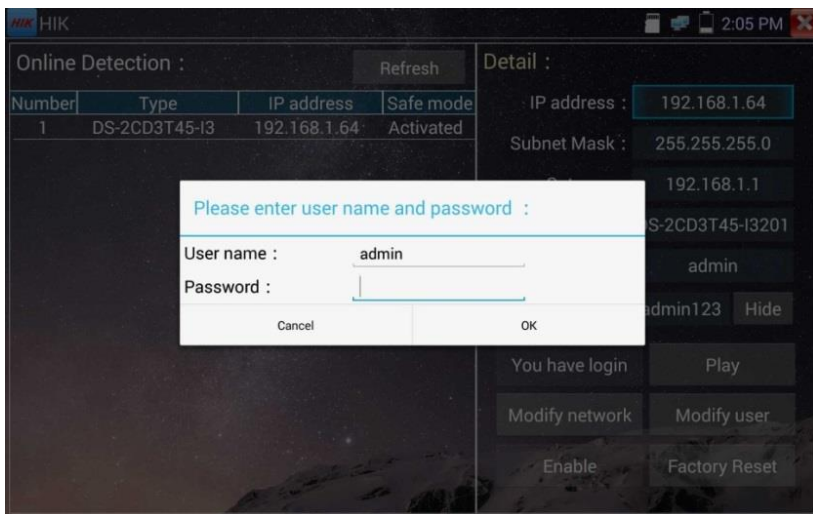 HIK HIK 2:05 PM
Online Detection : Refresh
Number Type IP address Safe mode
1 DS-2CD3T45-I3 192.168.1.64 Activated
Detail :
IP address : 192.168.1.64
Subnet Mask : 255.255.255.0
192.168.1.1
S-2CD3T45-I3201
admin
admin123 Hide
You have login Play
Modify network Modify user
Enable Factory Reset
Please enter user name and password :
User name : admin
Password :
Cancel OK